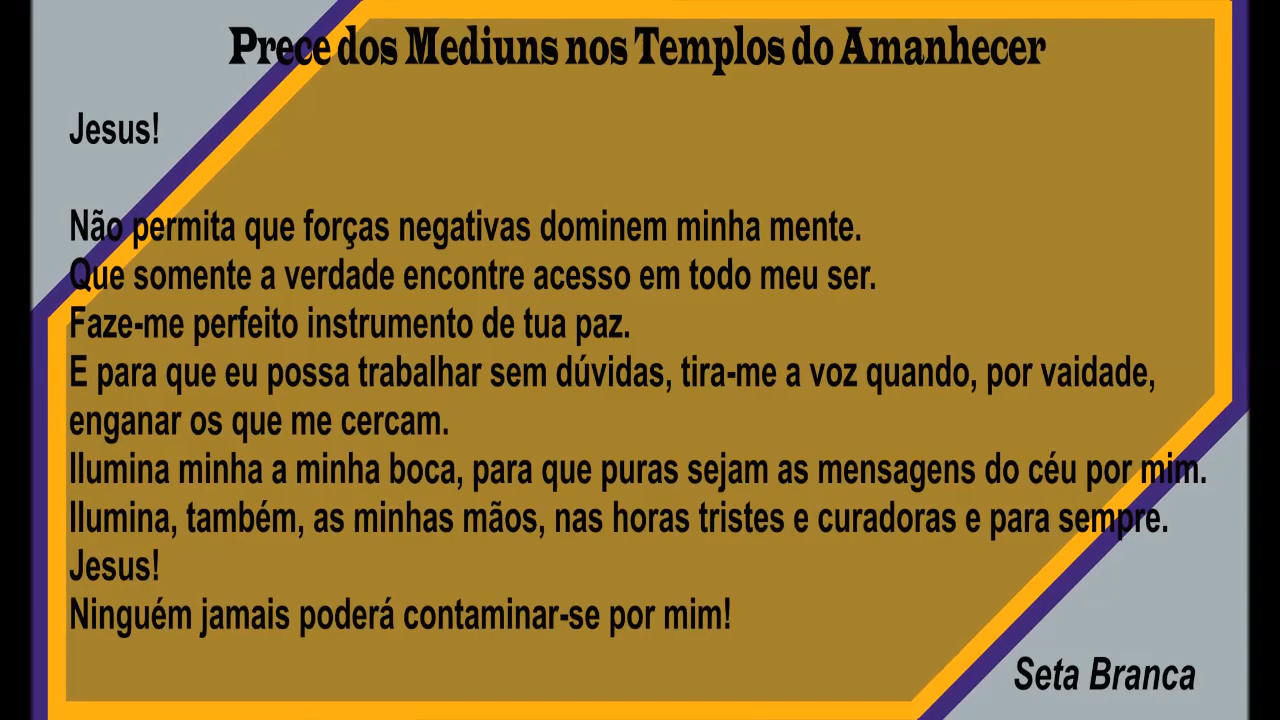 Prece dos Mediuns nos Templos do Amanhecer
Jesus!
Não permita que forças negativas dominem minha mente.
Que somente a verdade encontre acesso em todo meu ser.
Faze-me perfeito instrumento de tua paz.
E para que eu possa trabalhar sem dúvidas, tira-me a voz quando, por vaidade,
enganar os que me cercam.
Ilumina minha a minha boca, para que puras sejam as mensagens do céu por mim.
Ilumina, também, as minhas mãos, nas horas tristes e curadoras e para sempre.
Jesus!
Ninguém jamais poderá contaminar-se por mim!
Seta Branca